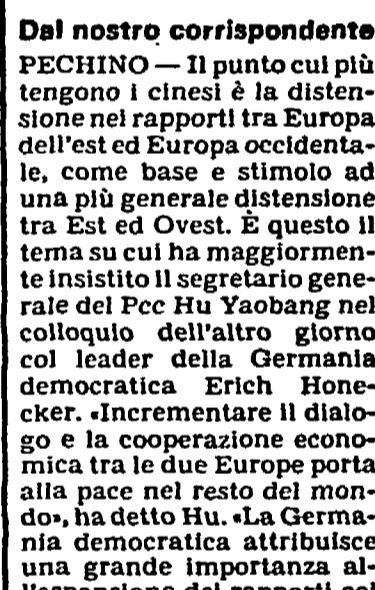 Dal nostro corrispondente
PECHINO — Il punto cui più
tengono i cinesi è la disten-
sione nei rapporti tra Europa
dell'est ed Europa occidenta-
le, come base e stimolo ad
una più generale distensione
tra Est ed Ovest. È questo il
tema su cui ha maggiormen-
te insistito il segretario gene-
rale del Pcc Hu Yaobang nel
colloquio dell'altro giorno
col leader della Germania
democratica Erich Hone-
cker. «Incrementare il dialo-
go e la cooperazione econo-
mica tra le due Europe porta
alla pace nel resto del mon-
do», ha detto Hu. «La Germa-
nia democratica attribuisce
una grande importanza al-
l'espansione dei rapporti col